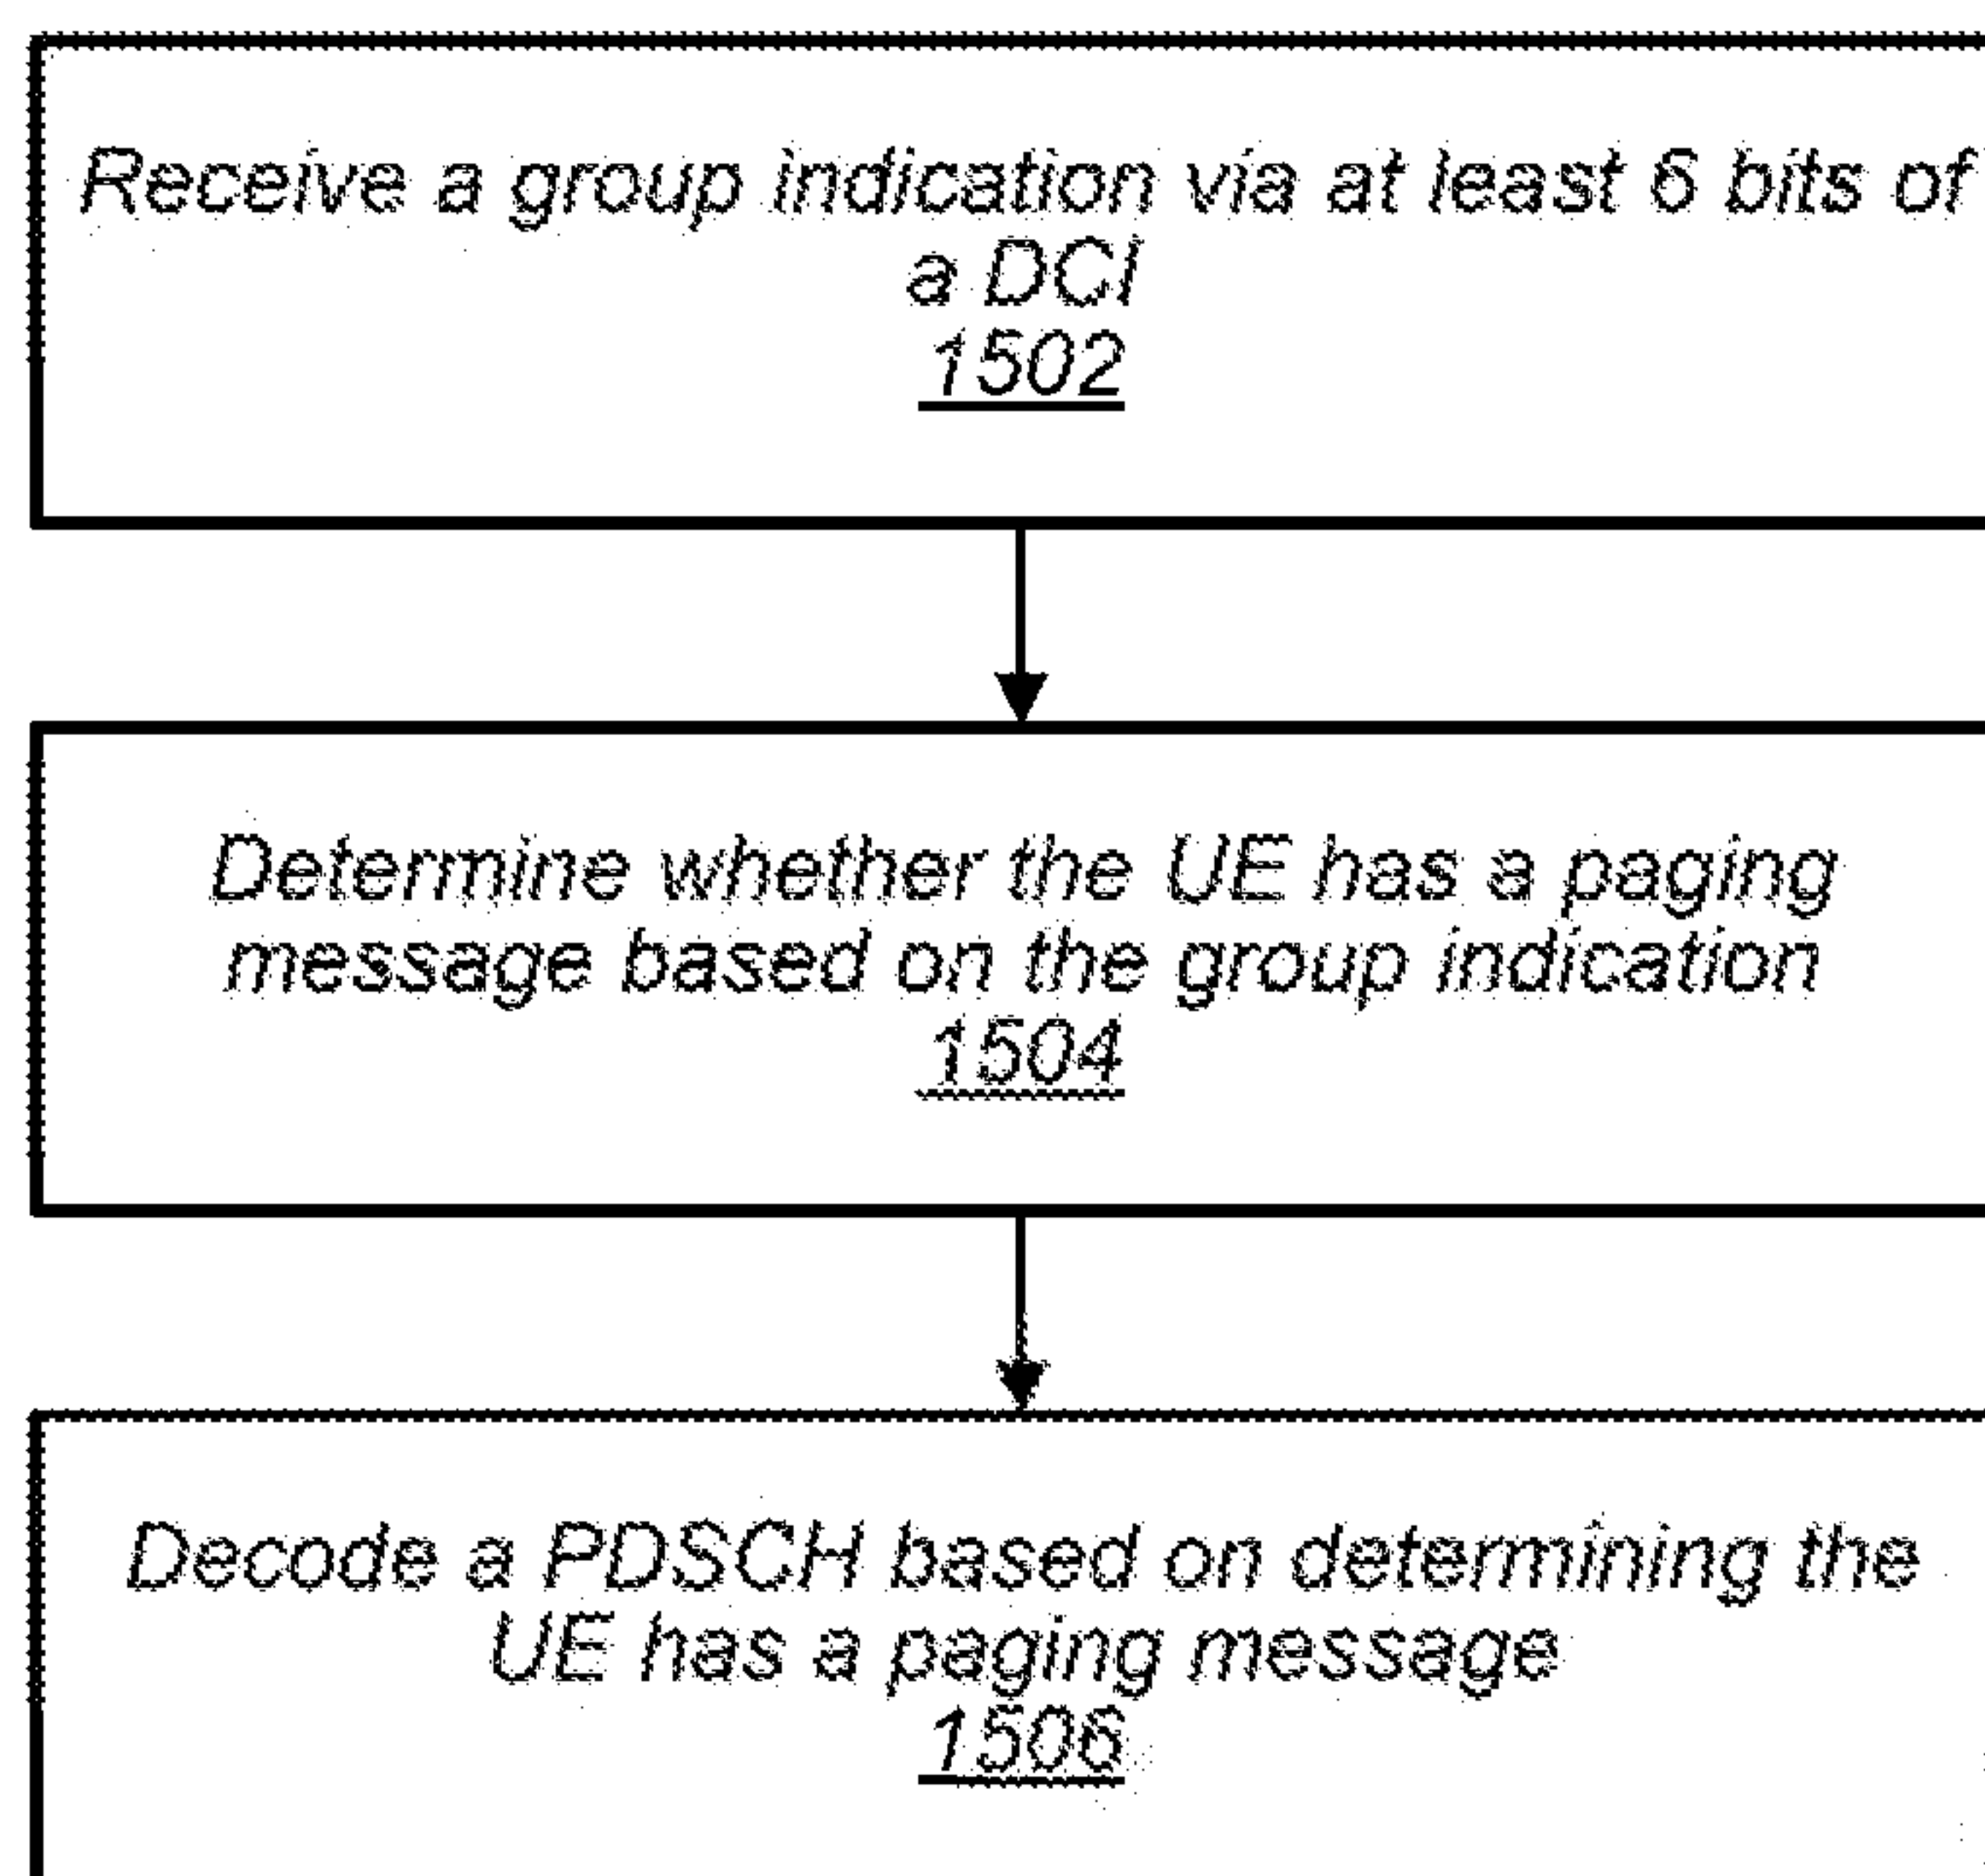 Receive a group indication via at least 6 bits of
a DCI
1502
Determine whether the UE has a paging
message based on the group indication
1504
Decode a PDSCH based on determining the
UE has a paging message
1506